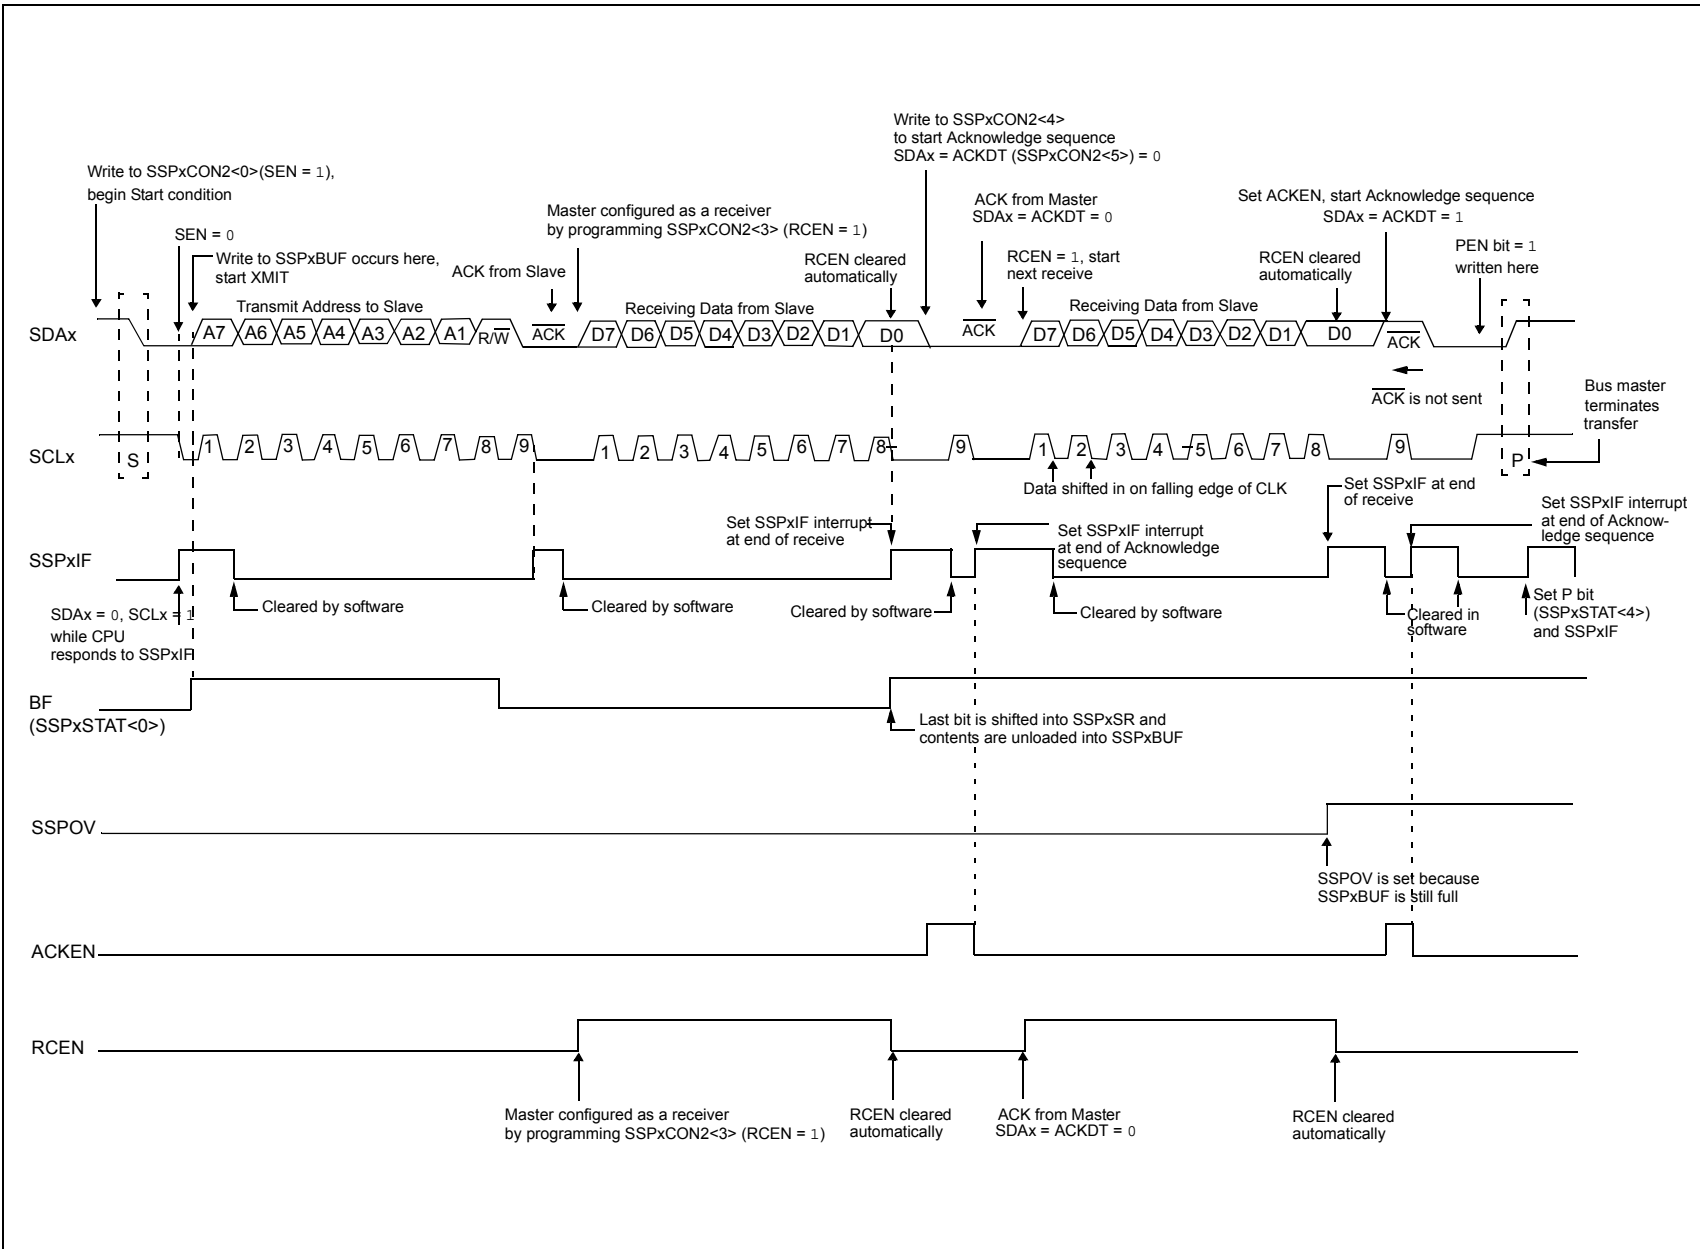 Write to SSPxCON2<4>
to start Acknowledge sequence
SDAx = ACKDT (SSPxCON2<5>) = 0
Write to SSPxCON2<0>(SEN = 1),
begin Start condition
SEN = 0
Write to SSPxBUF occurs here,
start XMIT
ACK from Slave
Master configured as a receiver
by programming SSPxCON2<3> (RCEN = 1)
RCEN cleared
automatically
ACK from Master
SDAx = ACKDT = 0
RCEN = 1, start
next receive
Set ACKEN, start Acknowledge sequence
SDAx = ACKDT = 1
RCEN cleared
automatically
PEN bit = 1
written here
Transmit Address to Slave
Receiving Data from Slave
Receiving Data from Slave
SDAx
A7 A6 A5 A4 A3 A2 A1 R/W ACK D7 D6 D5 D4 D3 D2 D1 D0 ACK D7 D6 D5 D4 D3 D2 D1 D0 ACK
ACK is not sent
Bus master
terminates
transfer
SCLx
S 1 2 3 4 5 6 7 8 9 1 2 3 4 5 6 7 8 9 1 2 3 4 5 6 7 8 9 P
Data shifted in on falling edge of CLK
Set SSPxIF interrupt
at end of receive
Set SSPxIF interrupt
at end of Acknowledge
sequence
Set SSPxIF at end
of receive
Set SSPxIF interrupt
at end of Acknow-
ledge sequence
SSPxIF
SDAx = 0, SCLx = 1
while CPU
responds to SSPxIF
Cleared by software
Cleared by software
Cleared by software
Cleared by software
Cleared in
software
Set P bit
(SSPxSTAT<4>)
and SSPxIF
BF
(SSPxSTAT<0>)
Last bit is shifted into SSPxSR and
contents are unloaded into SSPxBUF
SSPOV
SSPOV is set because
SSPxBUF is still full
ACKEN
RCEN
Master configured as a receiver
by programming SSPxCON2<3> (RCEN = 1)
RCEN cleared
automatically
ACK from Master
SDAx = ACKDT = 0
RCEN cleared
automatically